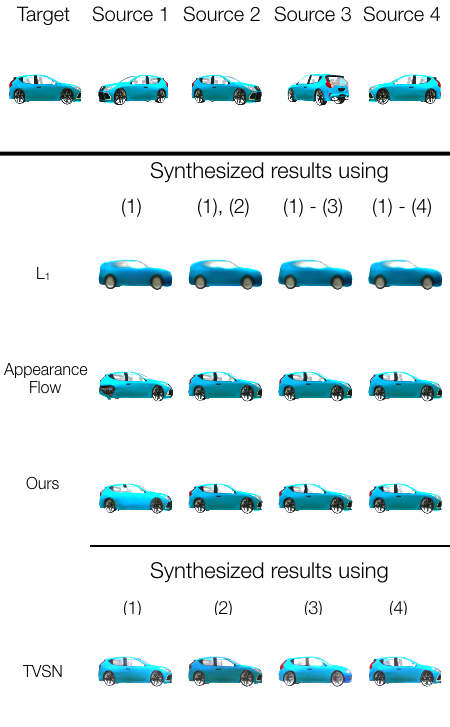 Target Source 1 Source 2 Source 3 Source 4
Synthesized results using
(1) (1), (2) (1) - (3) (1) - (4)
L₁
Appearance
Flow
Ours
Synthesized results using
(1) (2) (3) (4)
TVSN